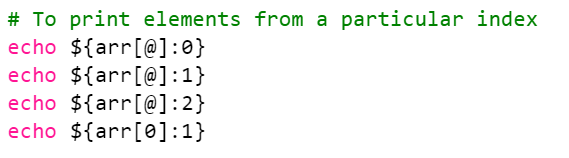 # To print elements from a particular index
echo ${arr[@]:0}
echo ${arr[@]:1}
echo ${arr[@]:2}
echo ${arr[0]:1}